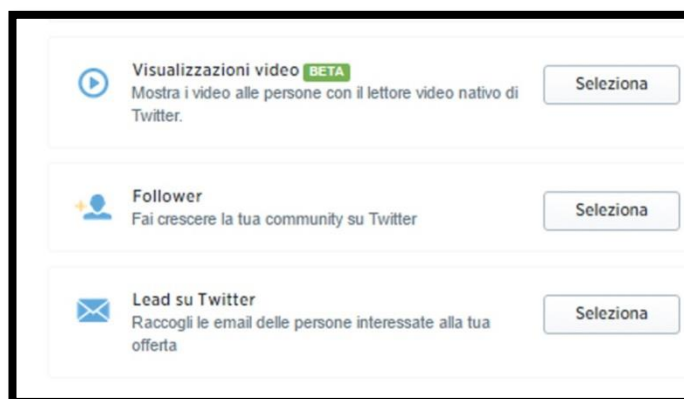 Visualizzazioni video BETA
Mostra i video alle persone con il lettore video nativo di
Twitter.
Seleziona
Follower
Fai crescere la tua community su Twitter
Seleziona
Lead su Twitter
Raccogli le email delle persone interessate alla tua
offerta
Seleziona